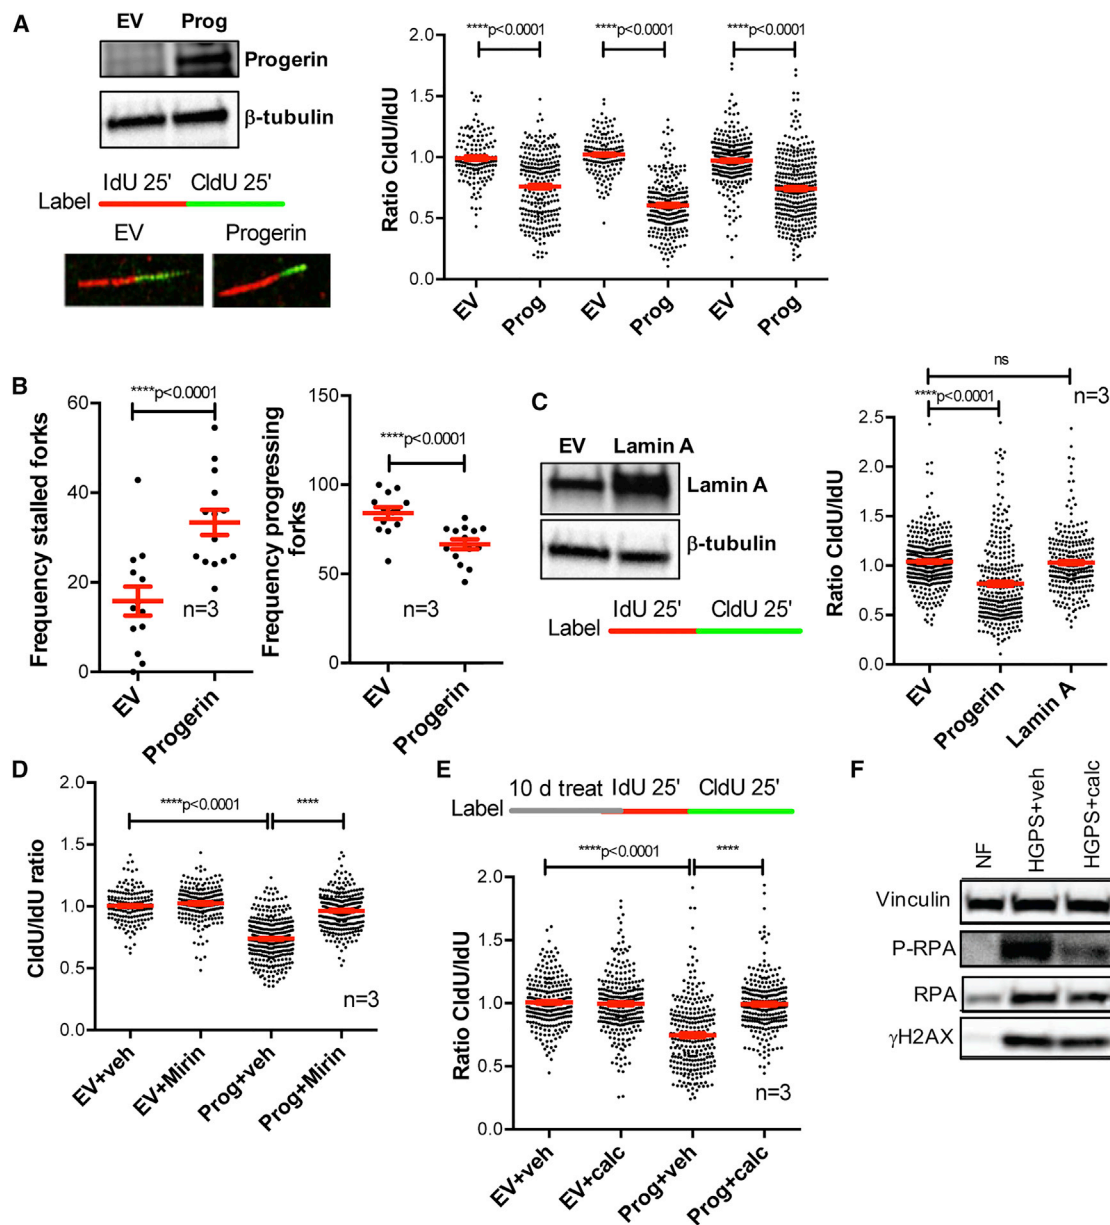 A
EV Prog
Progerin
β-tubulin
IdU 25' CldU 25'
Label
EV Progerin
Ratio CldU/IdU
2.0
1.5
1.0
0.5
0.0
****p<0.0001
****p<0.0001
****p<0.0001
EV Prog EV Prog EV Prog
B
Frequency stalled forks
60
40
20
0
****p<0.0001
n=3
EV Progerin
Frequency progressing
forks
150
100
50
0
****p<0.0001
n=3
EV Progerin
C
EV Lamin A
Lamin A
β-tubulin
IdU 25' CldU 25'
Label
Ratio CldU/IdU
2.5
2.0
1.5
1.0
0.5
0.0
ns
****p<0.0001
n=3
EV Progerin Lamin A
D
CldU/IdU ratio
2.0
1.5
1.0
0.5
0.0
****p<0.0001
****
n=3
EV+veh EV+Mirin Prog+veh Prog+Mirin
E
10 d treat IdU 25' CldU 25'
Label
Ratio CldU/IdU
2.0
1.5
1.0
0.5
0.0
****p<0.0001
****
n=3
EV+veh EV+calc Prog+veh Prog+calc
F
NF HGPS+veh HGPS+calc
Vinculin
P-RPA
RPA
γH2AX